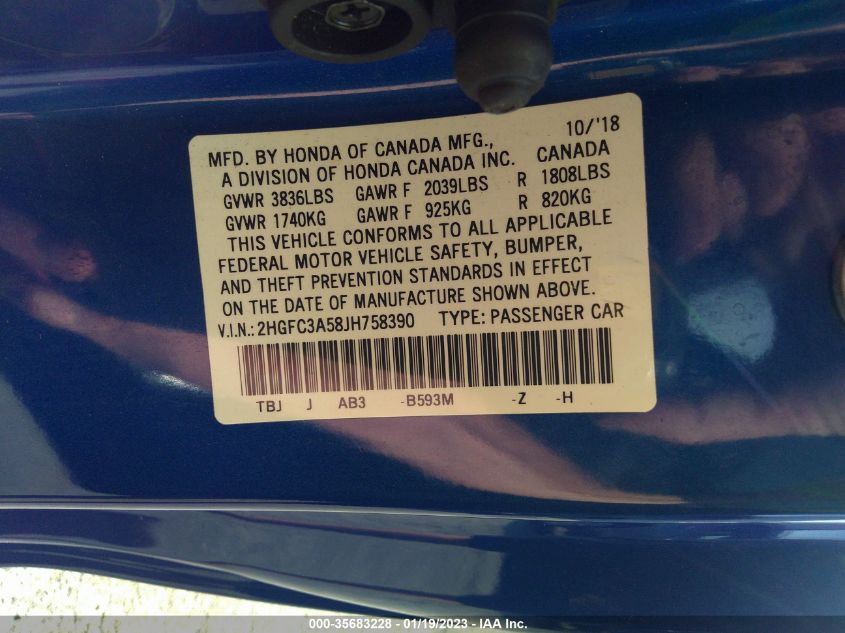 10/'18
MFD. BY HONDA OF CANADA MFG.,
A DIVISION OF HONDA CANADA INC. CANADA
GVWR 3836LBS GAWR F 2039LBS R 1808LBS
GVWR 1740KG GAWR F 925KG R 820KG
THIS VEHICLE CONFORMS TO ALL APPLICABLE
FEDERAL MOTOR VEHICLE SAFETY, BUMPER,
AND THEFT PREVENTION STANDARDS IN EFFECT
ON THE DATE OF MANUFACTURE SHOWN ABOVE.
V.I.N.: 2HGFC3A58JH758390 TYPE: PASSENGER CAR
TBJ J AB3 -B593M -Z -H
000-35683228 - 01/19/2023 - IAA Inc.